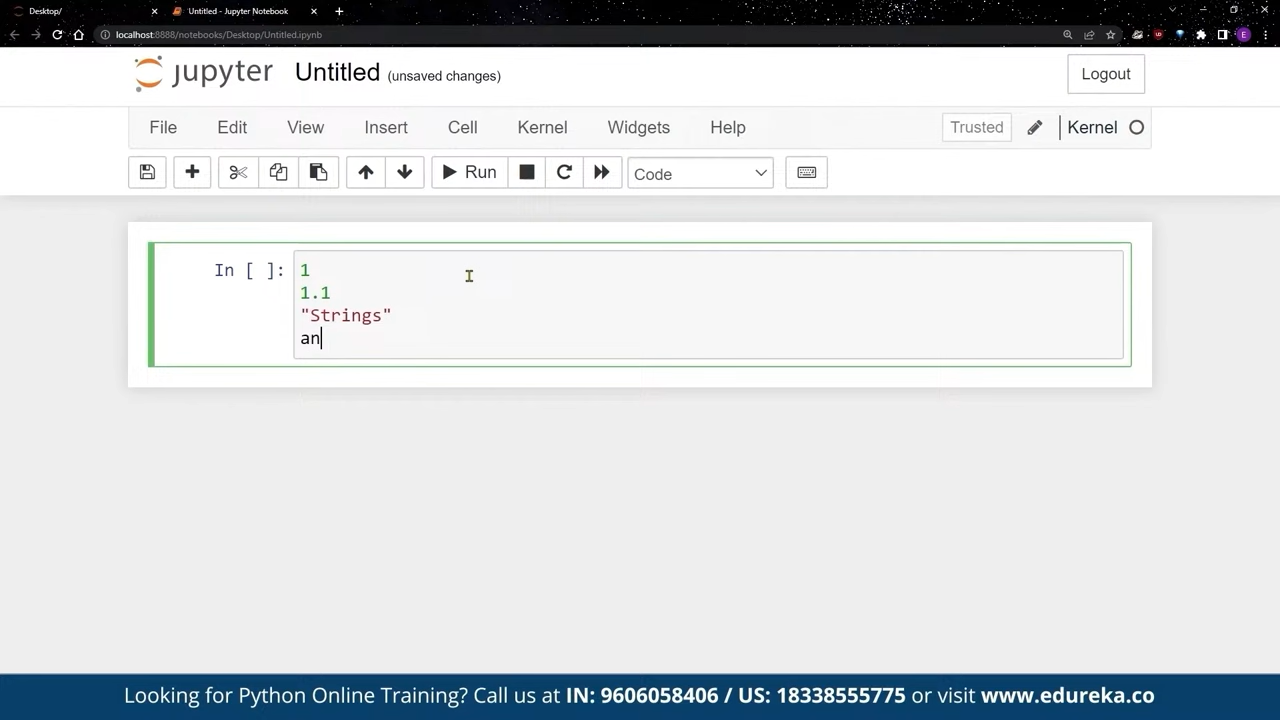 Desktop/
Untitled - Jupyter Notebook
localhost:8888/notebooks/Desktop/Untitled.ipynb
E
jupyter Untitled (unsaved changes)
Logout
File Edit View Insert Cell Kernel Widgets Help
Trusted Kernel
Run Code
In [ ]: 1
1.1
"Strings"
an
Looking for Python Online Training? Call us at IN: 9606058406 / US: 18338555775 or visit www.edureka.co